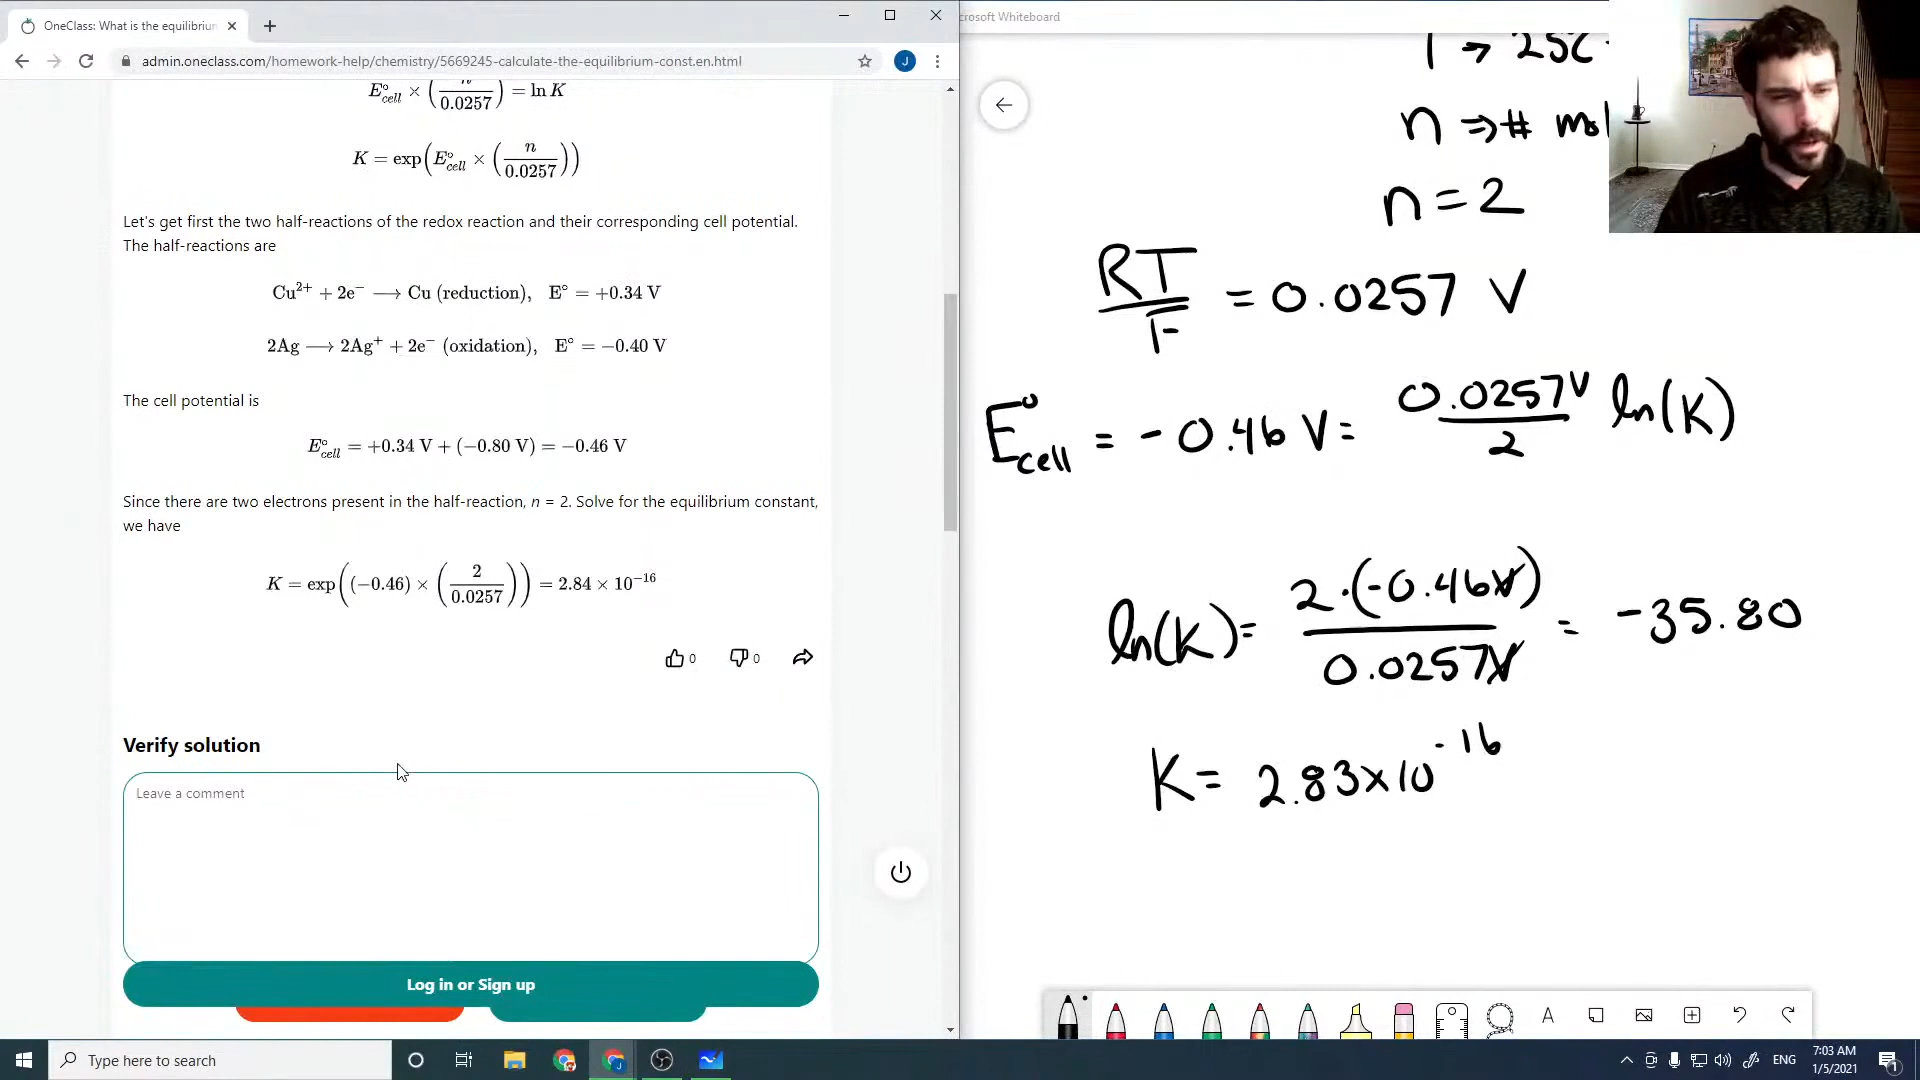 OneClass: What is the equilibriun
crosoft Whiteboard
admin.oneclass.com/homework-help/chemistry/5669245-calculate-the-equilibrium-const.en.html
J
E°cell × (n/0.0257) = ln K
K = exp(E°cell × (n/0.0257))
Let's get first the two half-reactions of the redox reaction and their corresponding cell potential.
The half-reactions are
Cu²⁺ + 2e⁻ ⟶ Cu (reduction), E° = +0.34 V
2Ag ⟶ 2Ag⁺ + 2e⁻ (oxidation), E° = −0.40 V
The cell potential is
E°cell = +0.34 V + (−0.80 V) = −0.46 V
Since there are two electrons present in the half-reaction, n = 2. Solve for the equilibrium constant,
we have
K = exp((−0.46) × (2/0.0257)) = 2.84 × 10⁻¹⁶
0
0
Verify solution
Leave a comment
Log in or Sign up
n ⇒ # mol
n = 2
RT/F = 0.0257 V
E°cell = -0.46 V = 0.0257V/2 ln(K)
ln(K) = 2·(-0.46V)/0.0257V = -35.80
K = 2.83×10⁻¹⁶
A
Type here to search
ENG
7:03 AM
1/5/2021
1